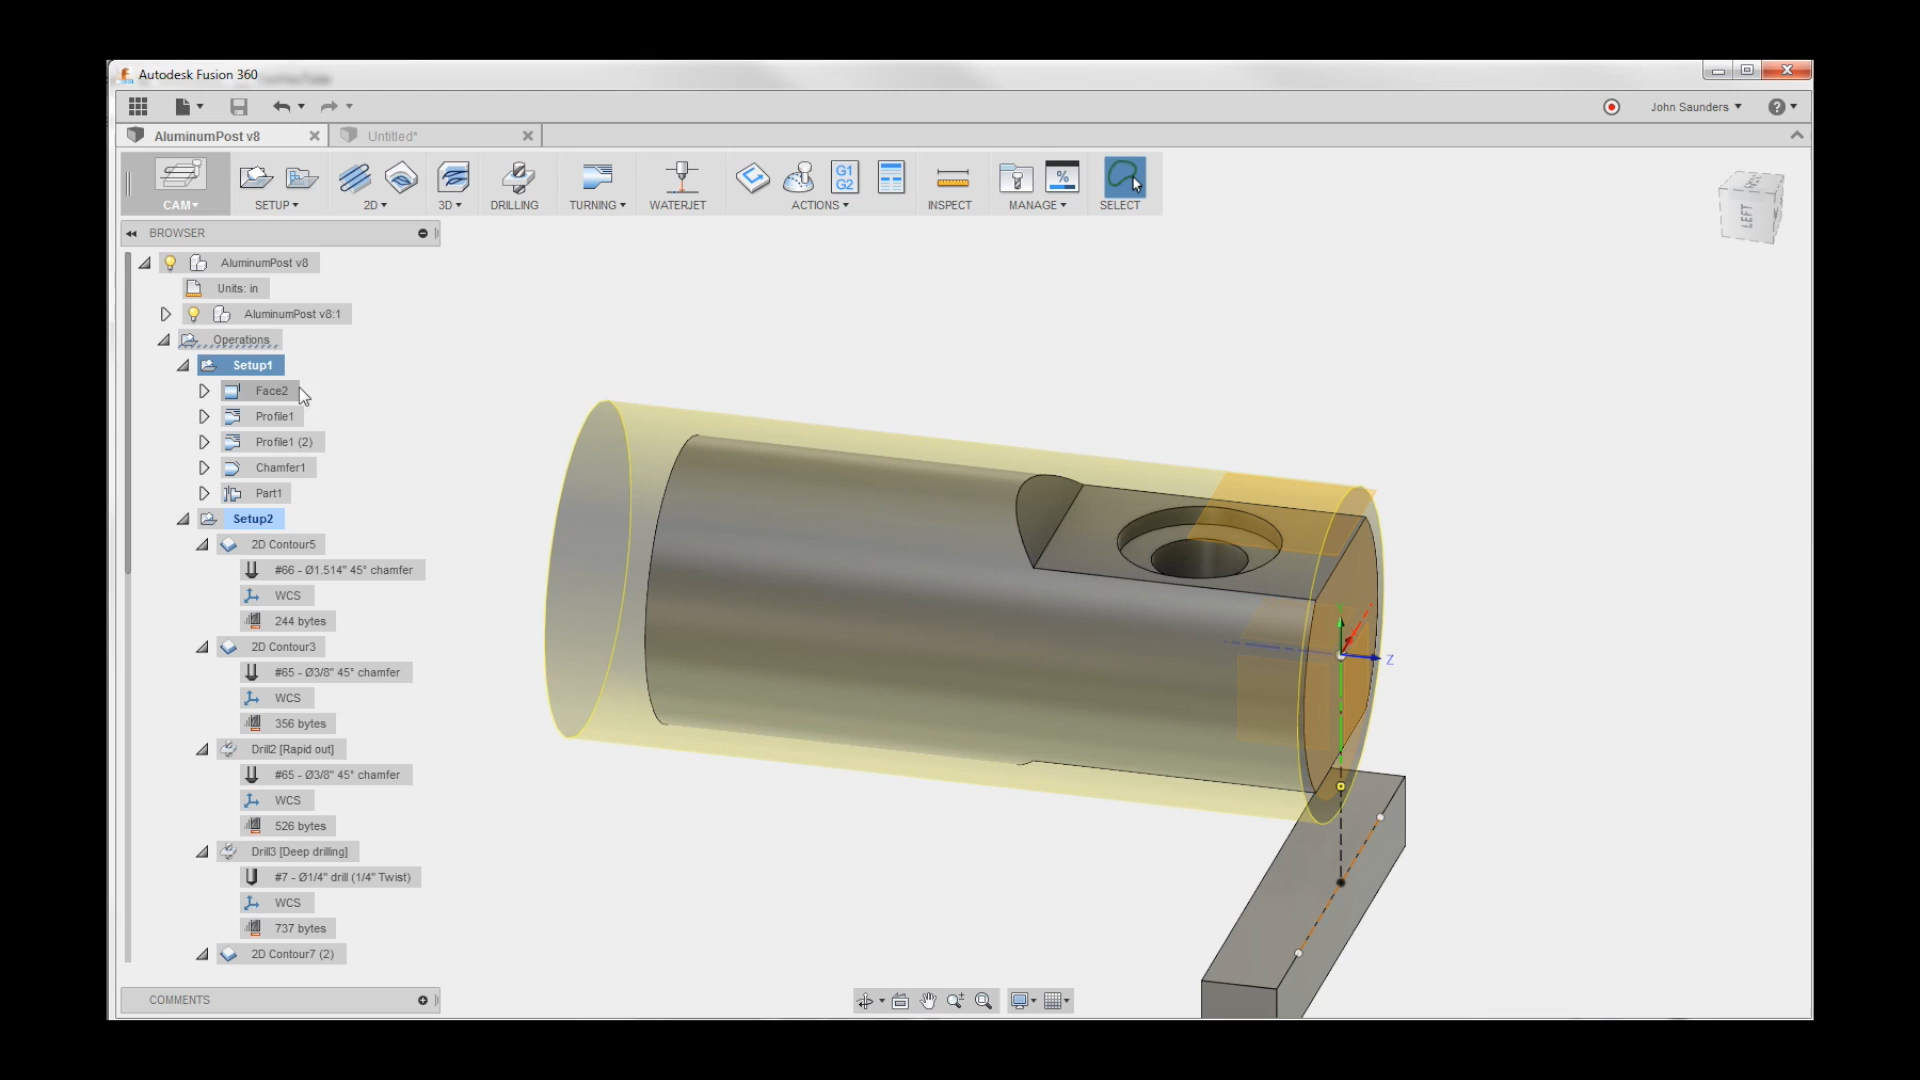 Autodesk Fusion 360
John Saunders
AluminumPost v8
Untitled*
G1
G2
%
CAM
SETUP
2D
3D
DRILLING
TURNING
WATERJET
ACTIONS
INSPECT
MANAGE
SELECT
LEFT
BROWSER
AluminumPost v8
Units: in
AluminumPost v8:1
Operations
Setup1
Face2
Profile1
Profile1 (2)
Chamfer1
Part1
Setup2
2D Contour5
#66 - Ø1.514" 45° chamfer
WCS
244 bytes
2D Contour3
#65 - Ø3/8" 45° chamfer
WCS
356 bytes
Drill2 [Rapid out]
#65 - Ø3/8" 45° chamfer
WCS
526 bytes
Drill3 [Deep drilling]
#7 - Ø1/4" drill (1/4" Twist)
WCS
737 bytes
2D Contour7 (2)
Z
COMMENTS